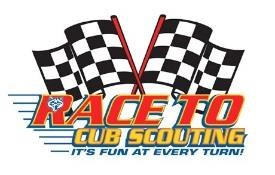 RACE TO
CUB SCOUTING
IT'S FUN AT EVERY TURN!